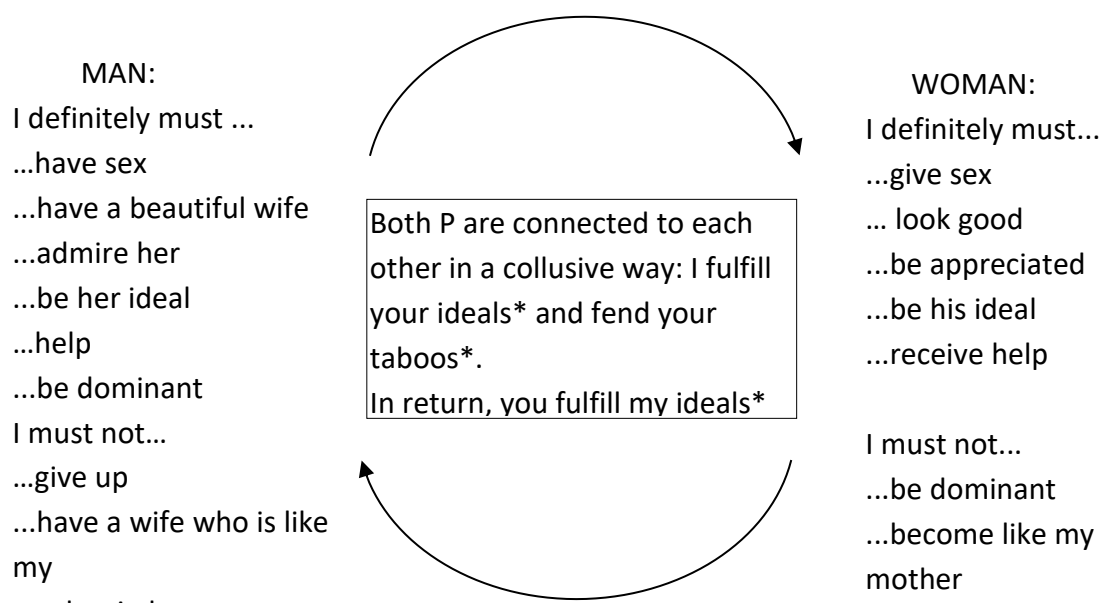 MAN:
I definitely must ...
…have sex
...have a beautiful wife
...admire her
...be her ideal
…help
...be dominant
I must not…
…give up
...have a wife who is like
my
Both P are connected to each
other in a collusive way: I fulfill
your ideals* and fend your
taboos*.
In return, you fulfill my ideals*
WOMAN:
I definitely must...
...give sex
… look good
...be appreciated
...be his ideal
...receive help
I must not...
...be dominant
...become like my
mother